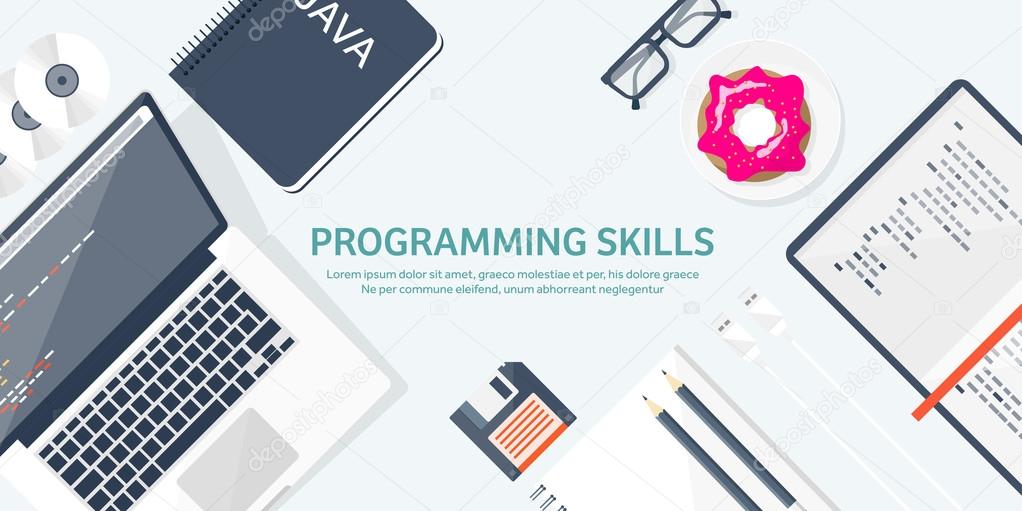 JAVA
PROGRAMMING SKILLS
Lorem ipsum dolor sit amet, graeco molestiae et per, his dolore graece
Ne per commune eleifend, unum abhorreant neglegentur
depositphotos